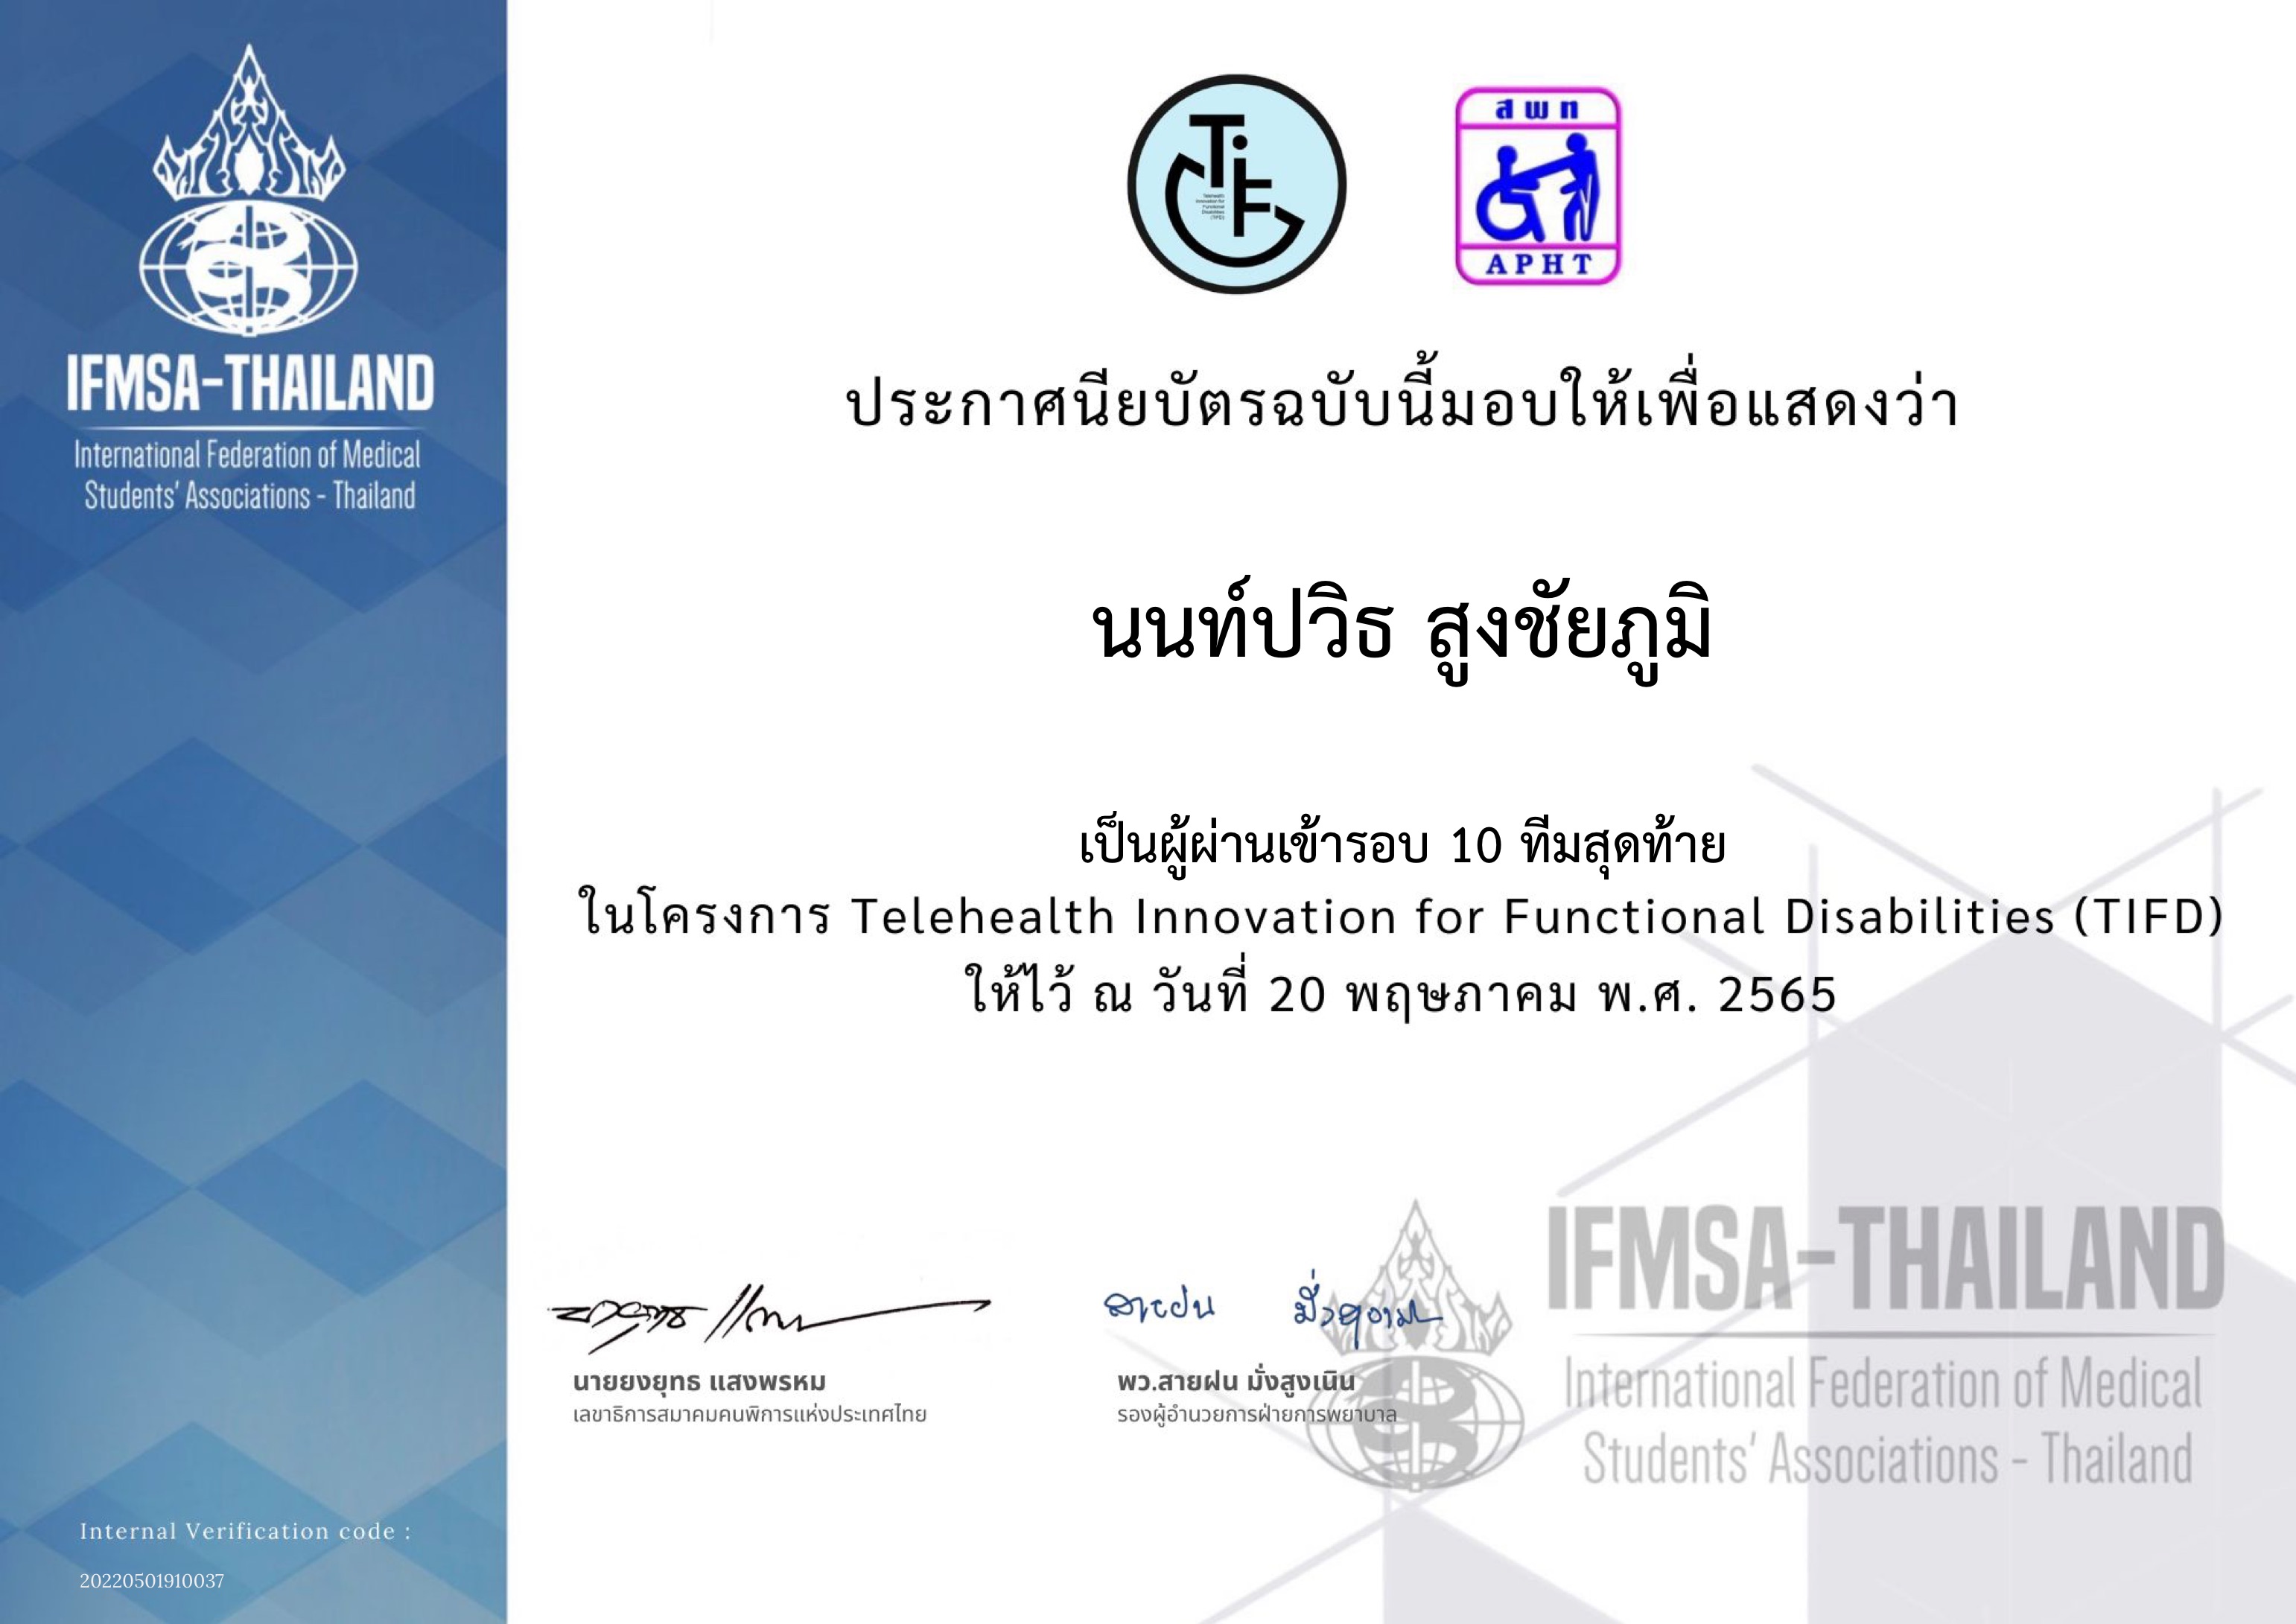 IFMSA-THAILAND
International Federation of Medical
Students' Associations - Thailand
TiF
Telehealth
Innovation for
Functional
Disabilities
(TIFD)
สพท
APHT
ประกาศนียบัตรฉบับนี้มอบให้เพื่อแสดงว่า
นนท์ปวิธ สูงชัยภูมิ
เป็นผู้ผ่านเข้ารอบ 10 ทีมสุดท้าย
ในโครงการ Telehealth Innovation for Functional Disabilities (TIFD)
ให้ไว้ ณ วันที่ 20 พฤษภาคม พ.ศ. 2565
สายฝน มั่งสูงเนิน
นายยงยุทธ แสงพรหม
เลขาธิการสมาคมคนพิการแห่งประเทศไทย
พว.สายฝน มั่งสูงเนิน
รองผู้อำนวยการฝ่ายการพยาบาล
IFMSA-THAILAND
International Federation of Medical
Students' Associations - Thailand
Internal Verification code :
20220501910037